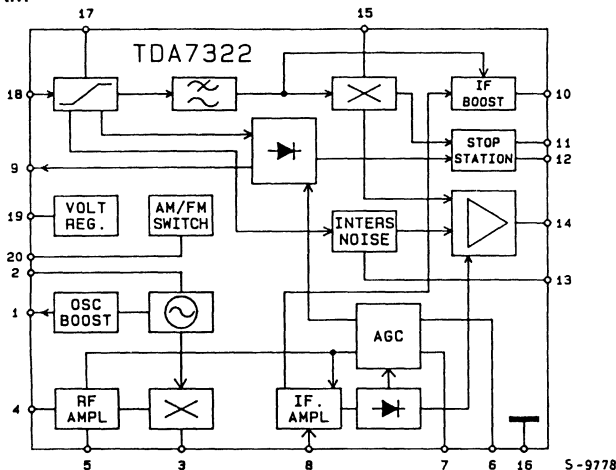 17
15
TDA7322
18
IF
BOOST
10
STOP
STATION
11
12
9
19
VOLT
REG.
AM/FM
SWITCH
INTERS
NOISE
14
20
2
13
1
OSC
BOOST
AGC
4
RF
AMPL
IF.
AMPL
5
3
8
7
6
16
S-9778